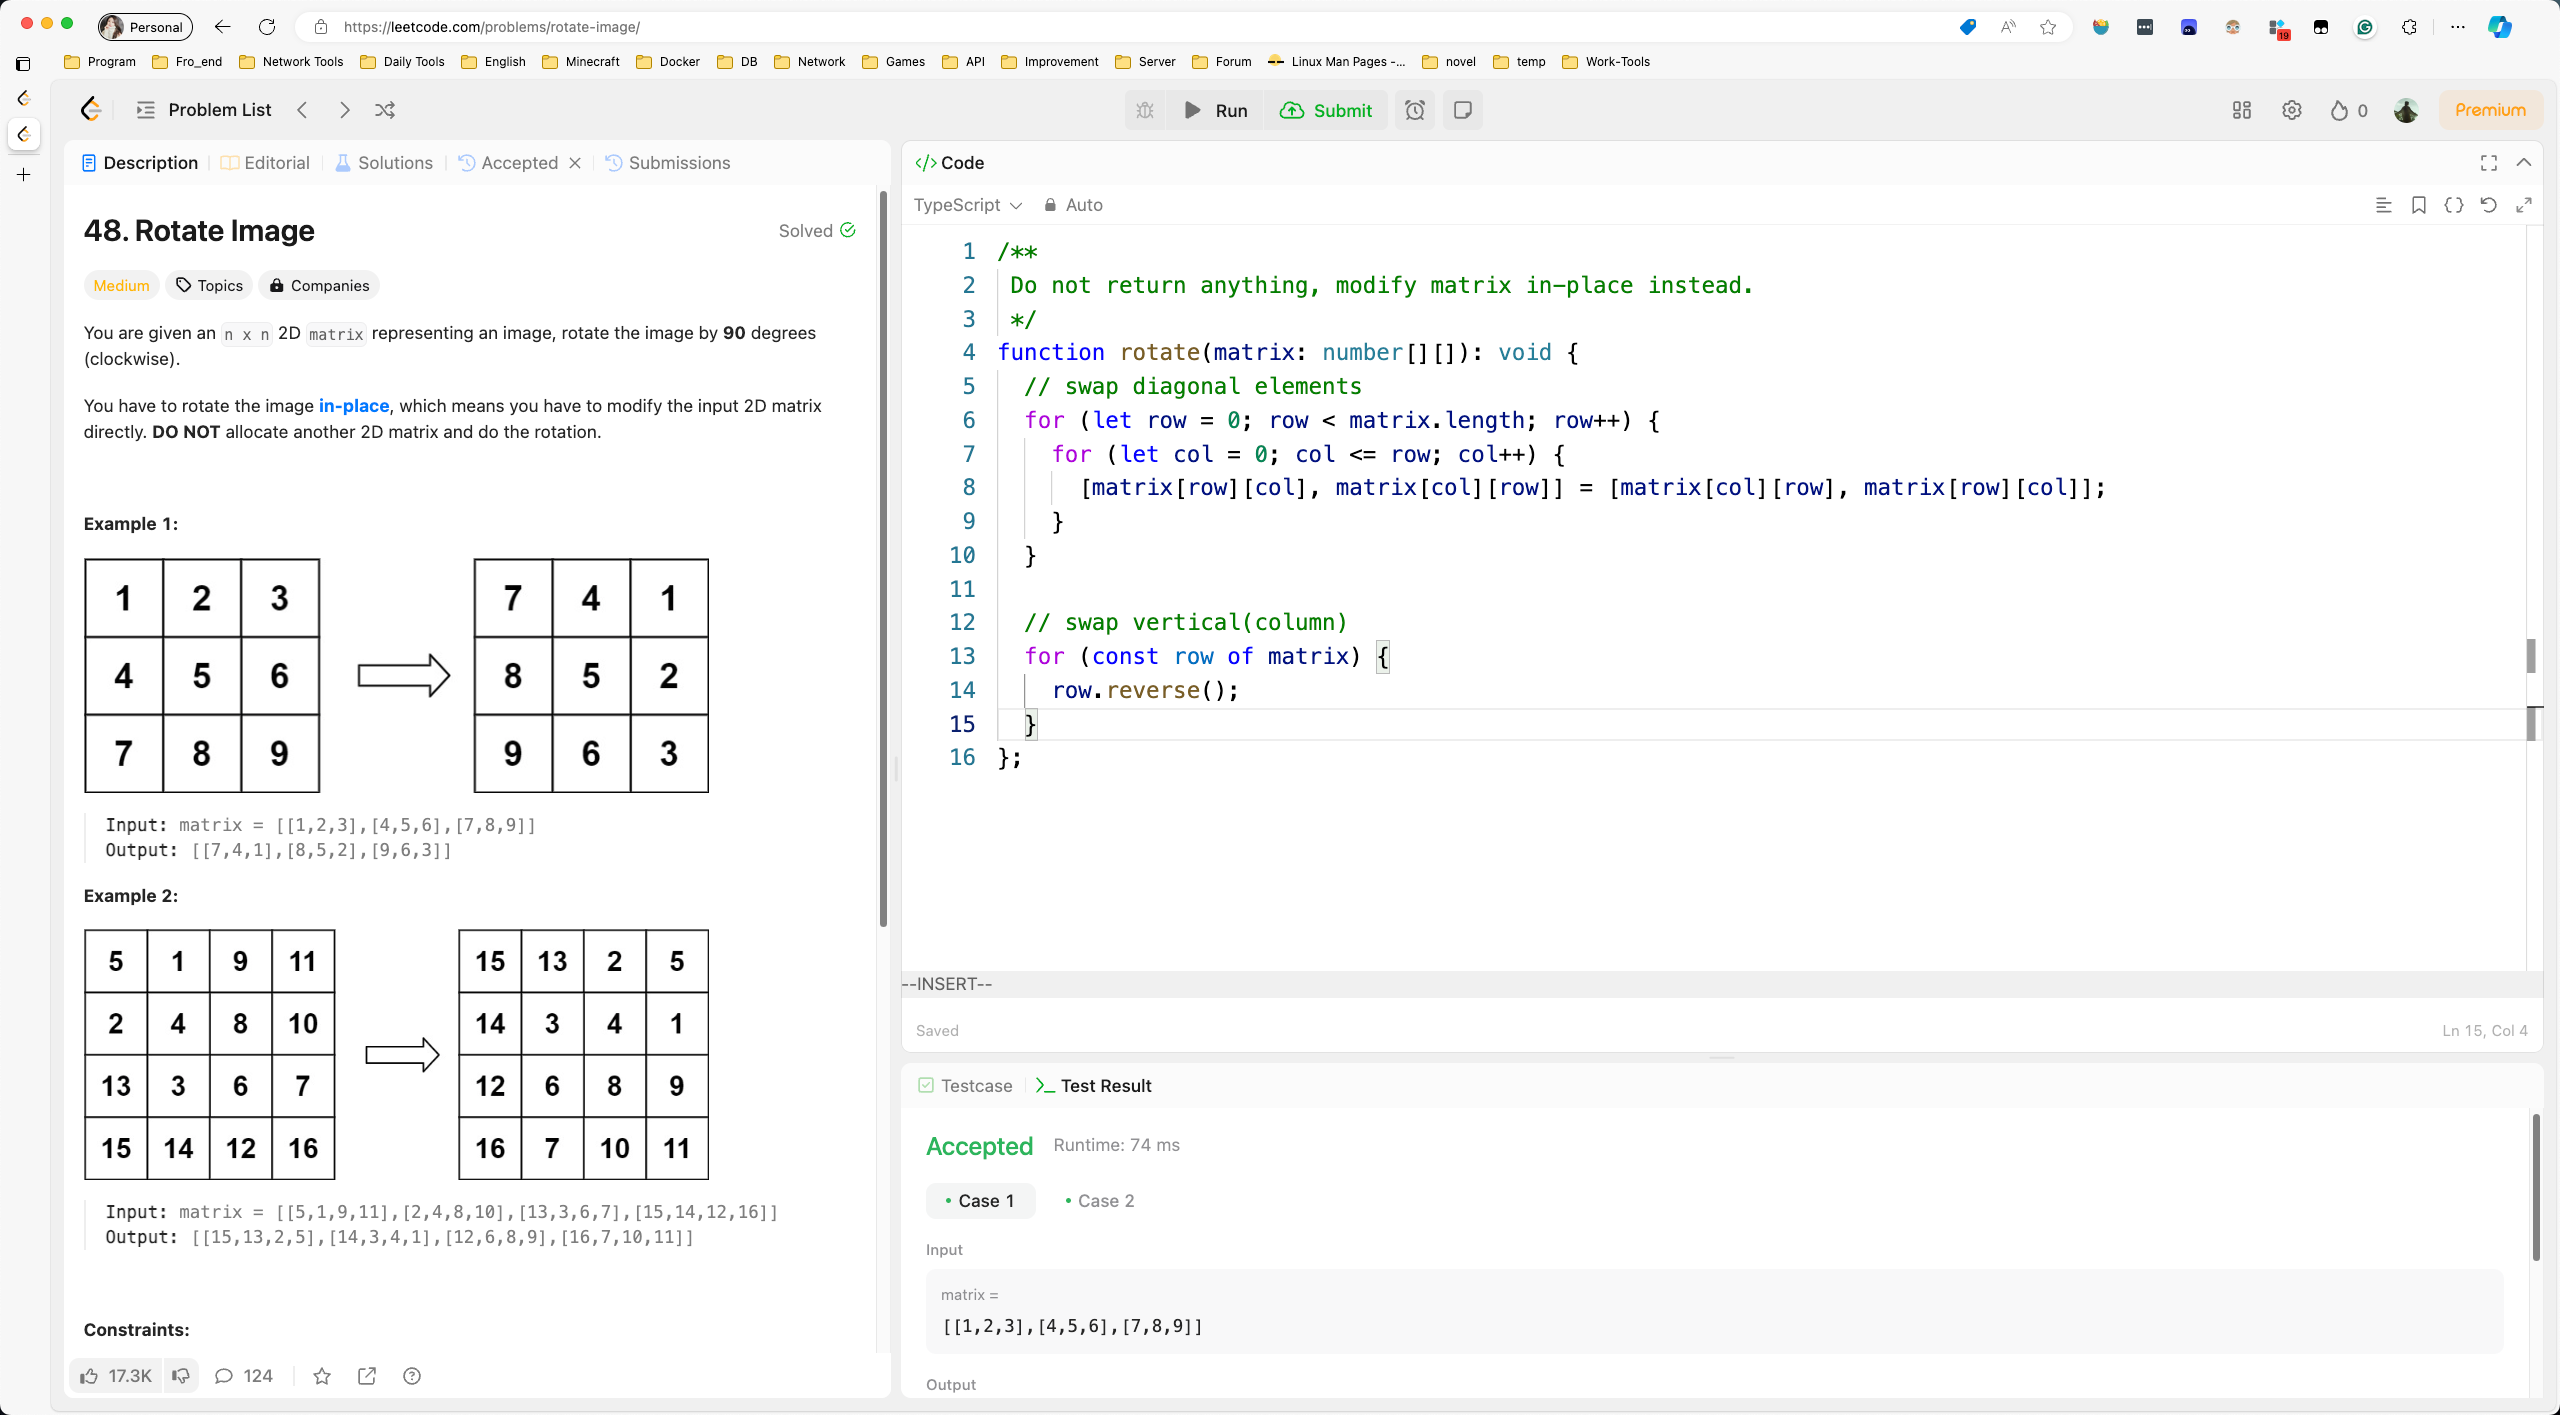 Personal
https://leetcode.com/problems/rotate-image/
19
Program Fro_end Network Tools Daily Tools English Minecraft Docker DB Network Games API Improvement Server Forum Linux Man Pages -... novel temp Work-Tools
Problem List
Run Submit
0 Premium
Description Editorial Solutions Accepted Submissions
48. Rotate Image
Solved
Medium Topics Companies
You are given an n x n 2D matrix representing an image, rotate the image by 90 degrees
(clockwise).
You have to rotate the image in-place, which means you have to modify the input 2D matrix
directly. DO NOT allocate another 2D matrix and do the rotation.
Example 1:
1 2 3 7 4 1
4 5 6 8 5 2
7 8 9 9 6 3
Input: matrix = [[1,2,3],[4,5,6],[7,8,9]]
Output: [[7,4,1],[8,5,2],[9,6,3]]
Example 2:
5 1 9 11 15 13 2 5
2 4 8 10 14 3 4 1
13 3 6 7 12 6 8 9
15 14 12 16 16 7 10 11
Input: matrix = [[5,1,9,11],[2,4,8,10],[13,3,6,7],[15,14,12,16]]
Output: [[15,13,2,5],[14,3,4,1],[12,6,8,9],[16,7,10,11]]
Constraints:
17.3K 124
</> Code
TypeScript Auto
1 /**
2 Do not return anything, modify matrix in-place instead.
3 */
4 function rotate(matrix: number[][]): void {
5 // swap diagonal elements
6 for (let row = 0; row < matrix.length; row++) {
7 for (let col = 0; col <= row; col++) {
8 [matrix[row][col], matrix[col][row]] = [matrix[col][row], matrix[row][col]];
9 }
10 }
11
12 // swap vertical(column)
13 for (const row of matrix) {
14 row.reverse();
15 }
16 };
--INSERT--
Saved
Ln 15, Col 4
Testcase Test Result
Accepted Runtime: 74 ms
• Case 1 • Case 2
Input
matrix =
[[1,2,3],[4,5,6],[7,8,9]]
Output